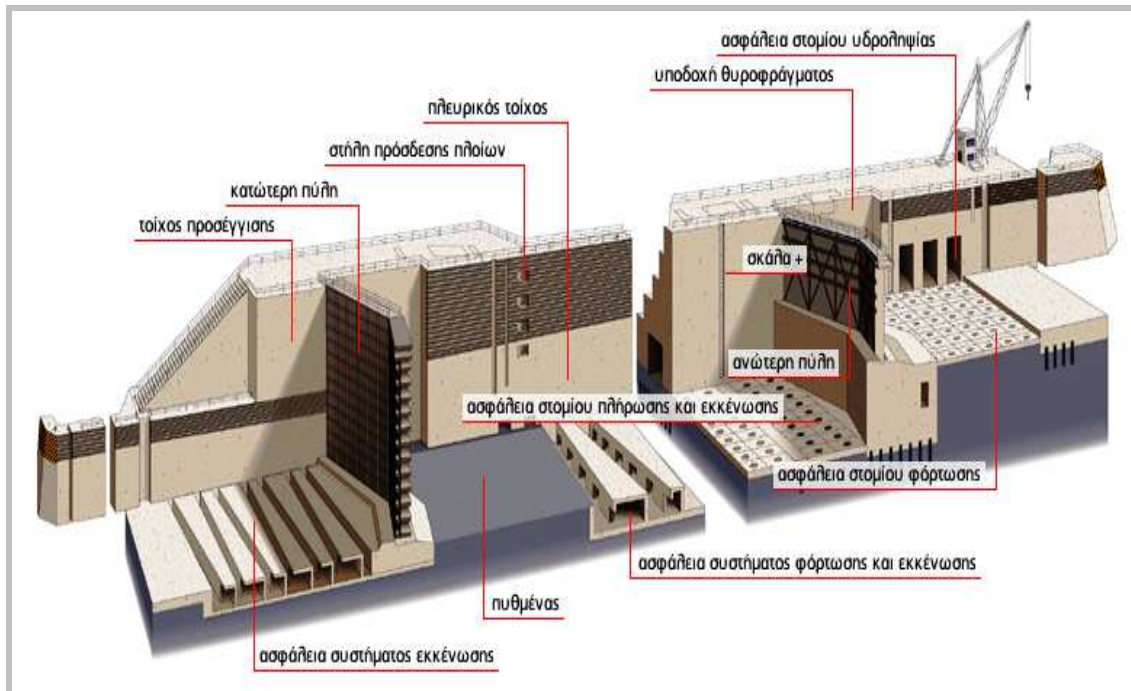 ασφάλεια στομίου υδροληψίας
υποδοχή θυροφράγματος
πλευρικός τοίχος
στήλη πρόσδεσης πλοίων
κατώτερη πύλη
τοίχος προσέγγισης
σκάλα +
ανώτερη πύλη
ασφάλεια στομίου πλήρωσης και εκκένωσης
ασφάλεια στομίου φόρτωσης
ασφάλεια συστήματος φόρτωσης και εκκένωσης
πυθμένας
ασφάλεια συστήματος εκκένωσης